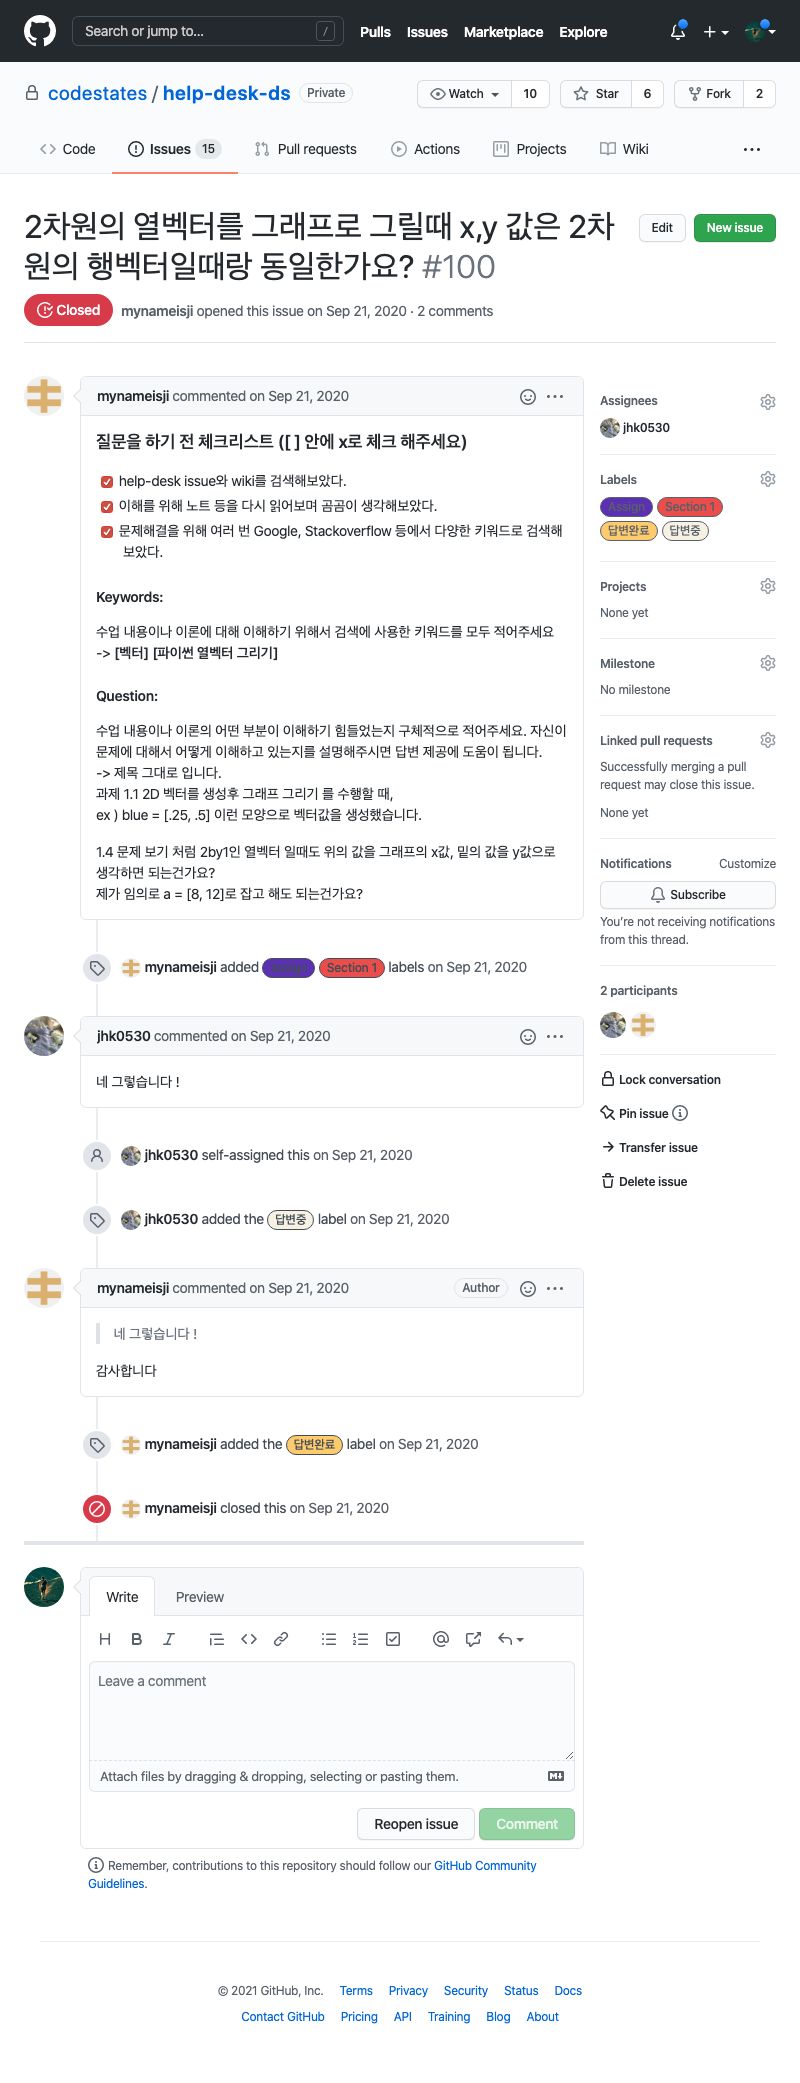 Search or jump to... /
Pulls Issues Marketplace Explore
codestates / help-desk-ds Private
Watch 10 Star 6 Fork 2
Code Issues 15 Pull requests Actions Projects Wiki
2차원의 열벡터를 그래프로 그릴때 x,y 값은 2차
원의 행벡터일때랑 동일한가요? #100
Edit New issue
Closed mynameisji opened this issue on Sep 21, 2020 · 2 comments
mynameisji commented on Sep 21, 2020
질문을 하기 전 체크리스트 ([ ] 안에 x로 체크 해주세요)
help-desk issue와 wiki를 검색해보았다.
이해를 위해 노트 등을 다시 읽어보며 곰곰이 생각해보았다.
문제해결을 위해 여러 번 Google, Stackoverflow 등에서 다양한 키워드로 검색해
보았다.
Keywords:
수업 내용이나 이론에 대해 이해하기 위해서 검색에 사용한 키워드를 모두 적어주세요
-> [벡터] [파이썬 열벡터 그리기]
Question:
수업 내용이나 이론의 어떤 부분이 이해하기 힘들었는지 구체적으로 적어주세요. 자신이
문제에 대해서 어떻게 이해하고 있는지를 설명해주시면 답변 제공에 도움이 됩니다.
-> 제목 그대로 입니다.
과제 1.1 2D 벡터를 생성후 그래프 그리기 를 수행할 때,
ex ) blue = [.25, .5] 이런 모양으로 벡터값을 생성했습니다.
1.4 문제 보기 처럼 2by1인 열벡터 일때도 위의 값을 그래프의 x값, 밑의 값을 y값으로
생각하면 되는건가요?
제가 임의로 a = [8, 12]로 잡고 해도 되는건가요?
mynameisji added Assign Section 1 labels on Sep 21, 2020
jhk0530 commented on Sep 21, 2020
네 그렇습니다 !
jhk0530 self-assigned this on Sep 21, 2020
jhk0530 added the 답변중 label on Sep 21, 2020
mynameisji commented on Sep 21, 2020 Author
네 그렇습니다 !
감사합니다
mynameisji added the 답변완료 label on Sep 21, 2020
mynameisji closed this on Sep 21, 2020
Write Preview
Leave a comment
Attach files by dragging & dropping, selecting or pasting them.
Reopen issue Comment
Remember, contributions to this repository should follow our GitHub Community
Guidelines.
Assignees
jhk0530
Labels
Assign Section 1
답변완료 답변중
Projects
None yet
Milestone
No milestone
Linked pull requests
Successfully merging a pull
request may close this issue.
None yet
Notifications Customize
Subscribe
You're not receiving notifications
from this thread.
2 participants
Lock conversation
Pin issue
Transfer issue
Delete issue
© 2021 GitHub, Inc. Terms Privacy Security Status Docs
Contact GitHub Pricing API Training Blog About